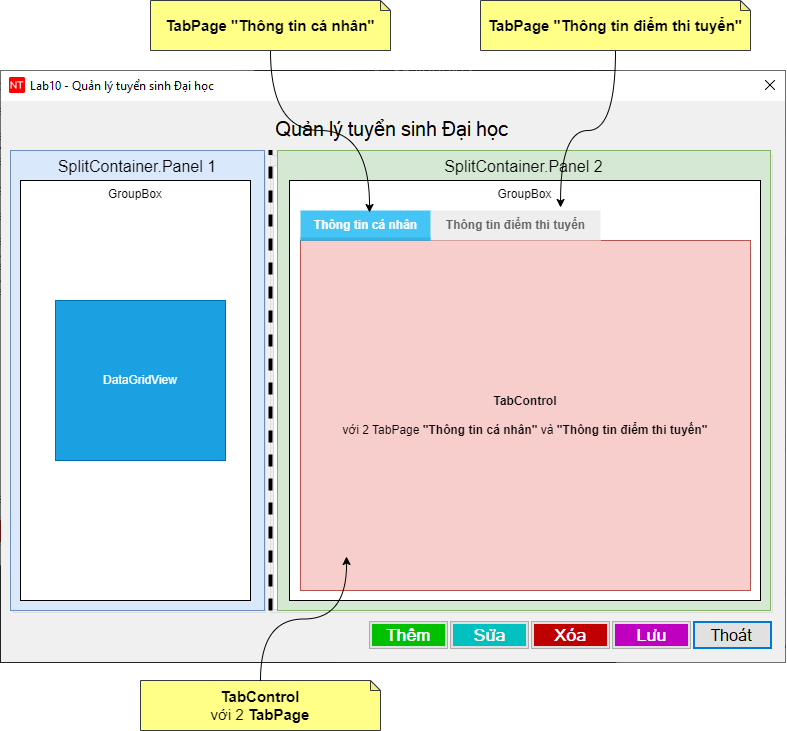 TabPage "Thông tin cá nhân"
TabPage "Thông tin điểm thi tuyển"
NT Lab10 - Quản lý tuyển sinh Đại học
Quản lý tuyển sinh Đại học
SplitContainer.Panel 1
GroupBox
DataGridView
SplitContainer.Panel 2
GroupBox
Thông tin cá nhân
Thông tin điểm thi tuyển
TabControl
với 2 TabPage "Thông tin cá nhân" và "Thông tin điểm thi tuyển"
Thêm
Sửa
Xóa
Lưu
Thoát
TabControl
với 2 TabPage